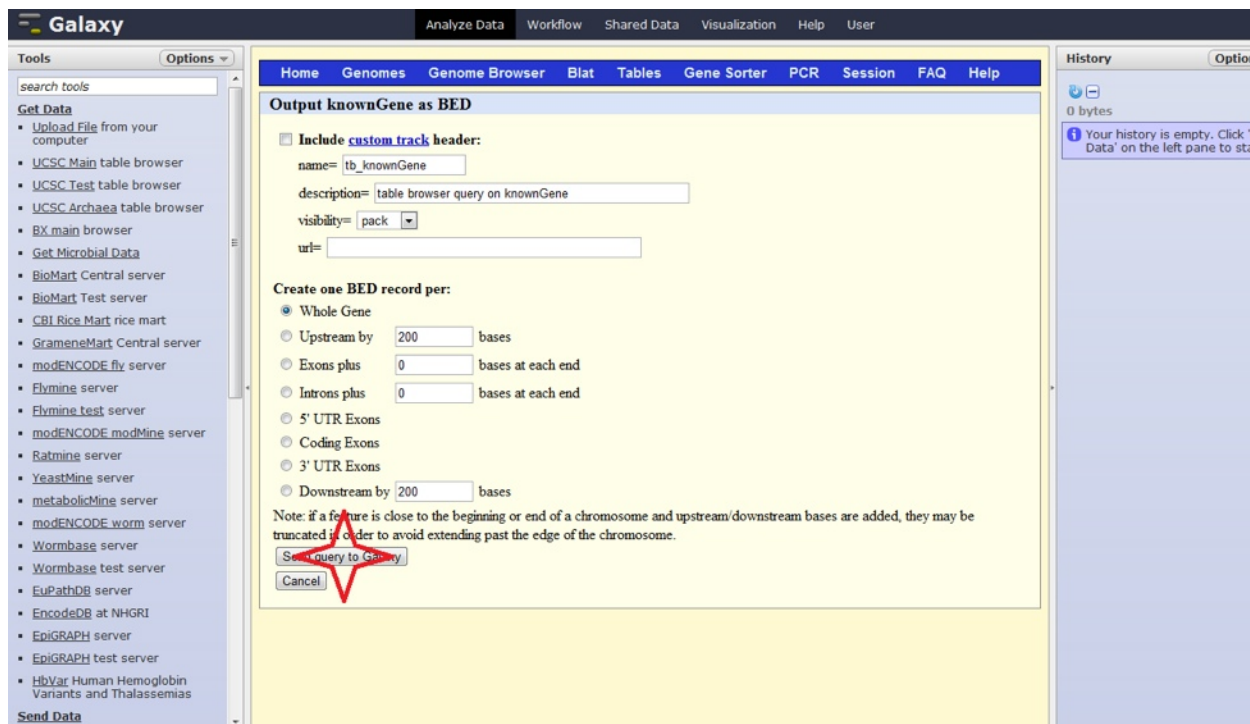 Galaxy
Analyze Data Workflow Shared Data Visualization Help User
Tools Options
search tools
Get Data
Upload File from your
computer
UCSC Main table browser
UCSC Test table browser
UCSC Archaea table browser
BX main browser
Get Microbial Data
BioMart Central server
BioMart Test server
CBI Rice Mart rice mart
GrameneMart Central server
modENCODE fly server
Flymine server
Flymine test server
modENCODE modMine server
Ratmine server
YeastMine server
metabolicMine server
modENCODE worm server
Wormbase server
Wormbase test server
EuPathDB server
EncodeDB at NHGRI
EpiGRAPH server
EpiGRAPH test server
HbVar Human Hemoglobin
Variants and Thalassemias
Send Data
Home Genomes Genome Browser Blat Tables Gene Sorter PCR Session FAQ Help
Output knownGene as BED
Include custom track header:
name= tb_knownGene
description= table browser query on knownGene
visibility= pack
url=
Create one BED record per:
Whole Gene
Upstream by 200 bases
Exons plus 0 bases at each end
Introns plus 0 bases at each end
5' UTR Exons
Coding Exons
3' UTR Exons
Downstream by 200 bases
Note: if a feature is close to the beginning or end of a chromosome and upstream/downstream bases are added, they may be
truncated in order to avoid extending past the edge of the chromosome.
Send query to Galaxy
Cancel
History Option
0 bytes
Your history is empty. Click '
Data' on the left pane to sta